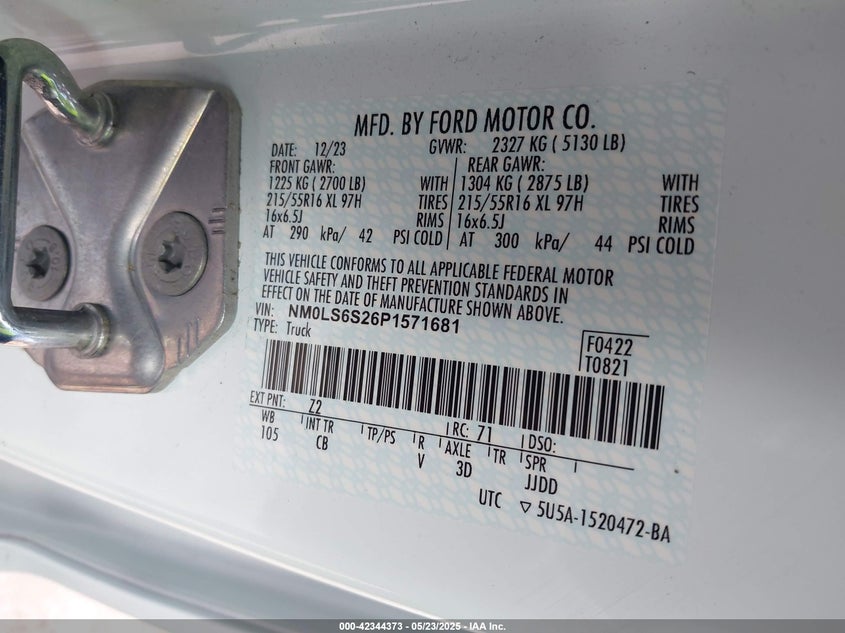 MFD. BY FORD MOTOR CO.
DATE: 12/23 GVWR: 2327 KG ( 5130 LB)
FRONT GAWR: REAR GAWR:
1225 KG ( 2700 LB) WITH 1304 KG ( 2875 LB) WITH
215/55R16 XL 97H TIRES 215/55R16 XL 97H TIRES
16x6.5J RIMS 16x6.5J RIMS
AT 290 kPa/ 42 PSI COLD AT 300 kPa/ 44 PSI COLD
THIS VEHICLE CONFORMS TO ALL APPLICABLE FEDERAL MOTOR
VEHICLE SAFETY AND THEFT PREVENTION STANDARDS IN
EFFECT ON THE DATE OF MANUFACTURE SHOWN ABOVE.
VIN: NM0LS6S26P1571681
TYPE: Truck
F0422
T0821
EXT PNT: Z2 RC: 71 DSO:
WB INT TR TP/PS R AXLE TR SPR
105 CB V 3D JJDD
UTC ▽ 5U5A-1520472-BA
000-42344373 - 05/23/2025 - IAA Inc.